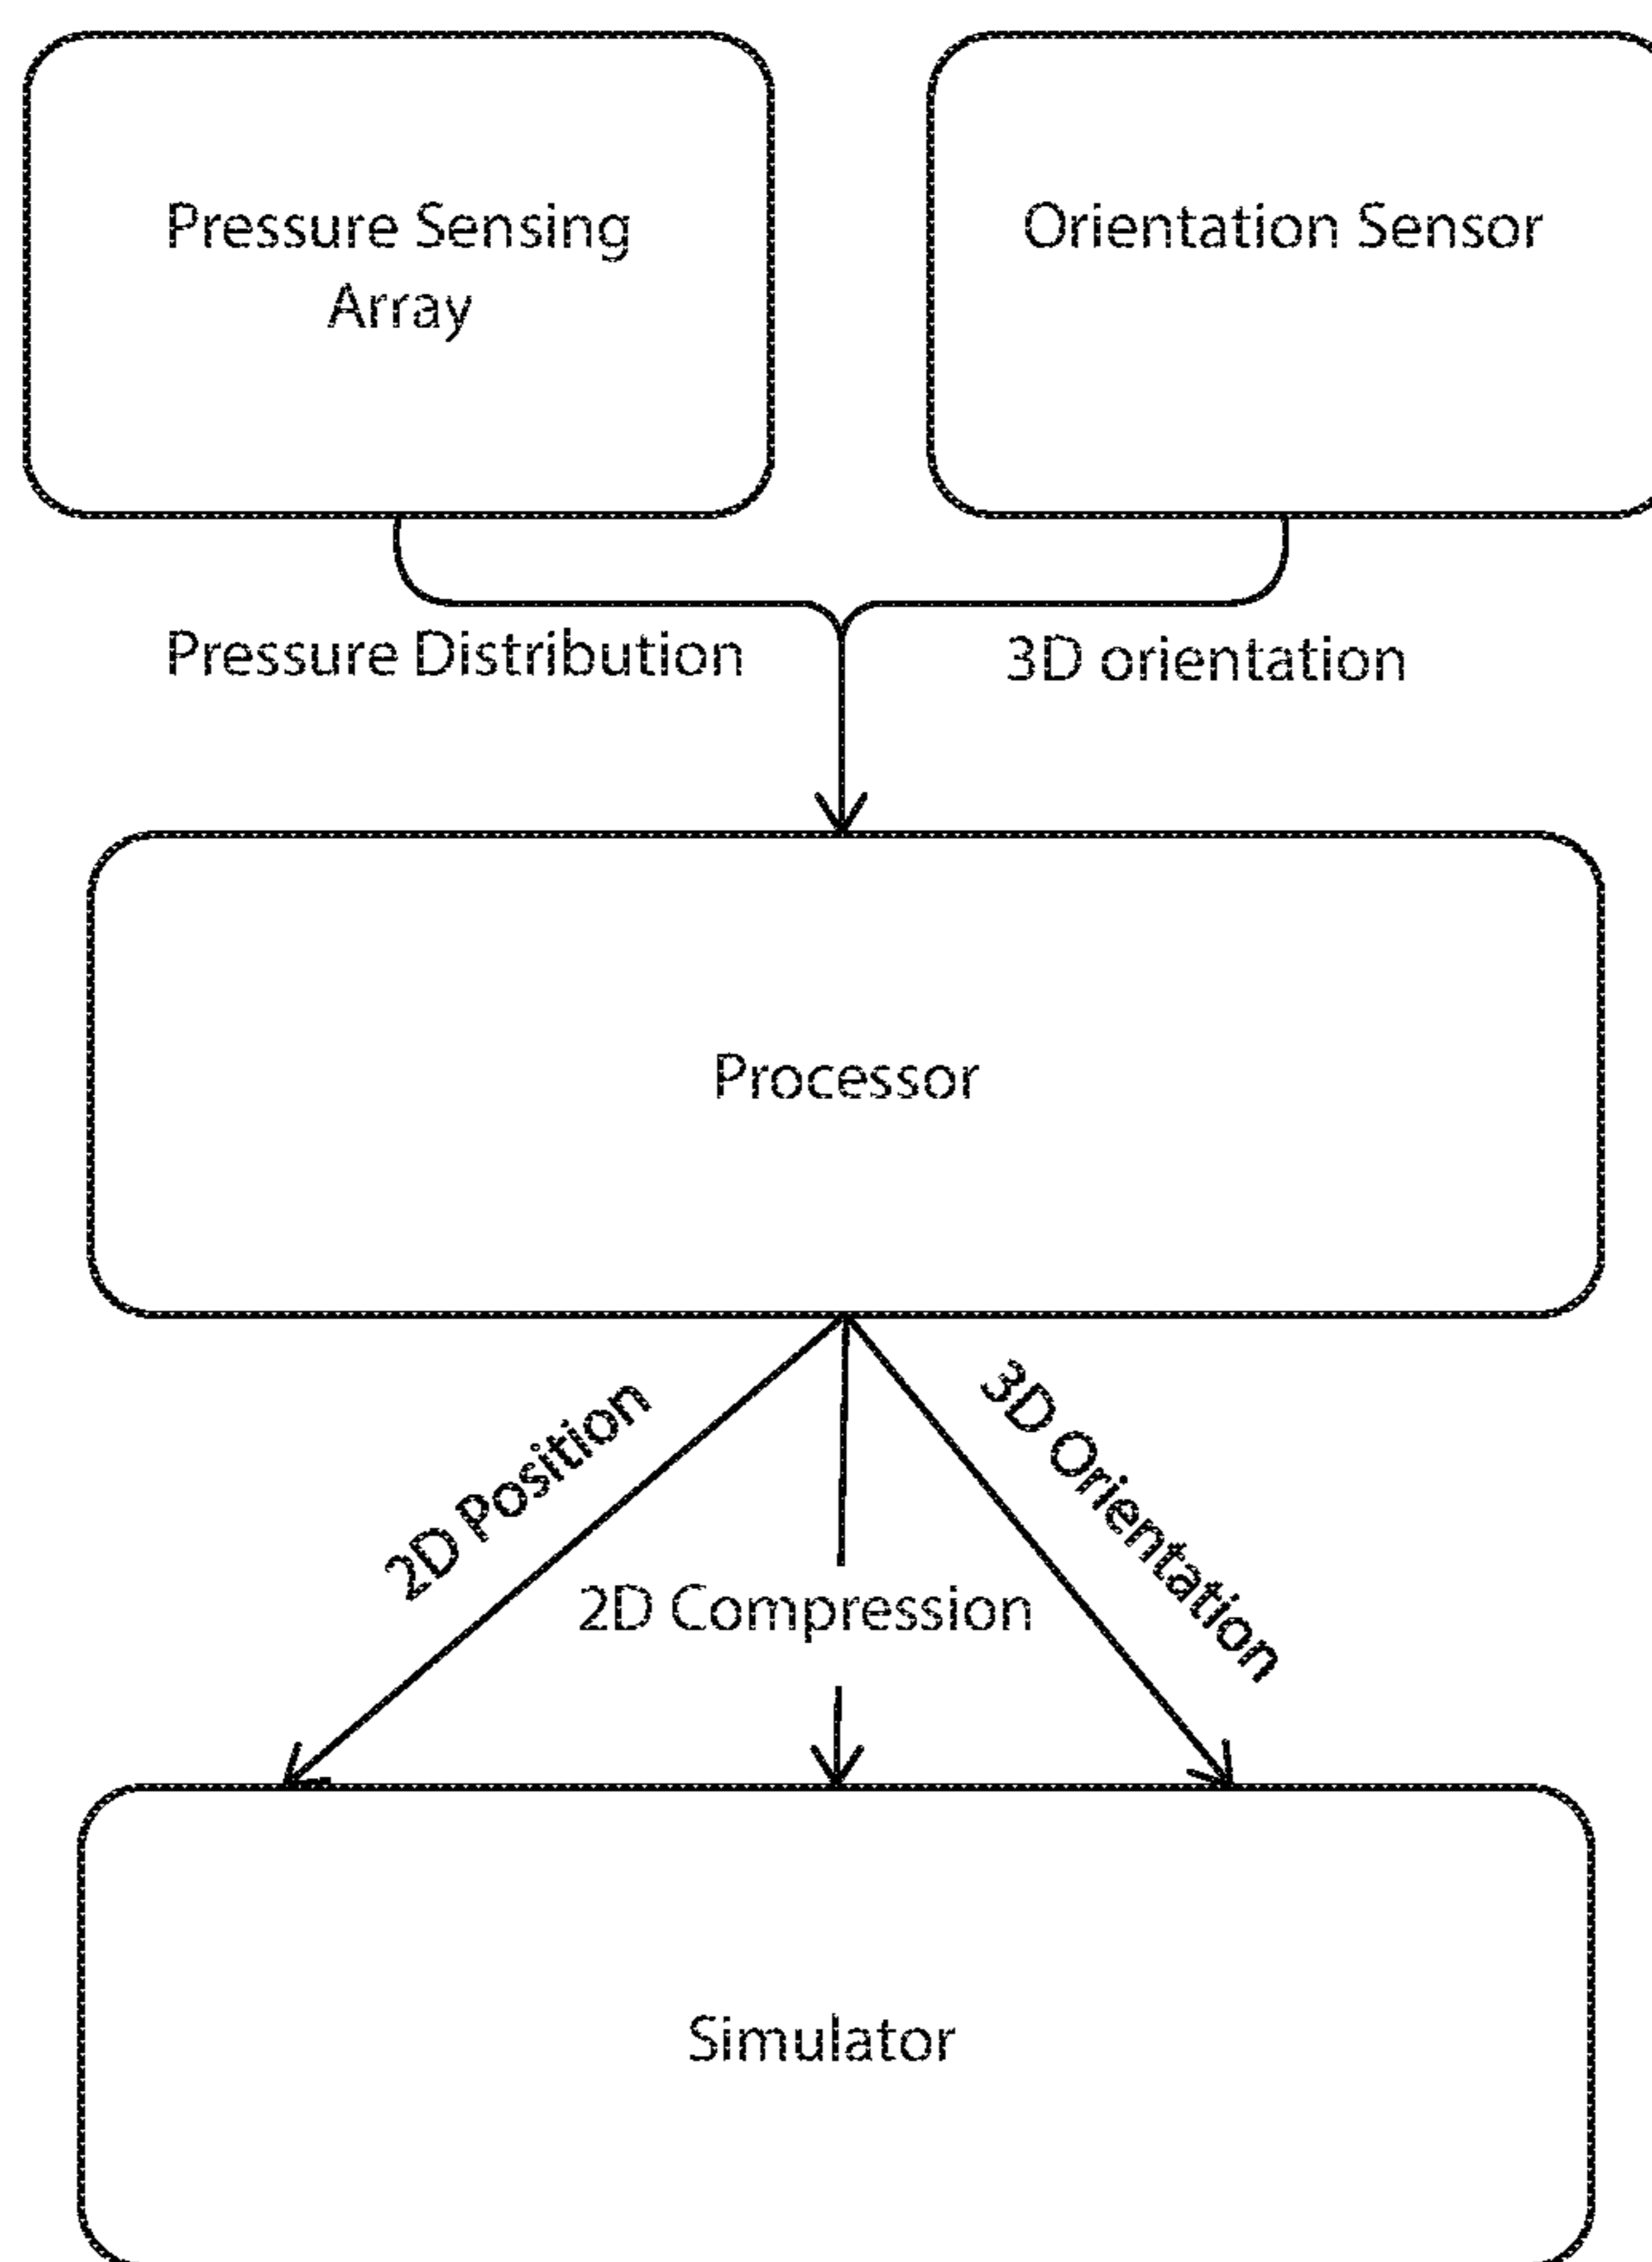 Pressure Sensing
Array
Orientation Sensor
Pressure Distribution
3D orientation
Processor
2D Position
2D Compression
3D Orientation
Simulator